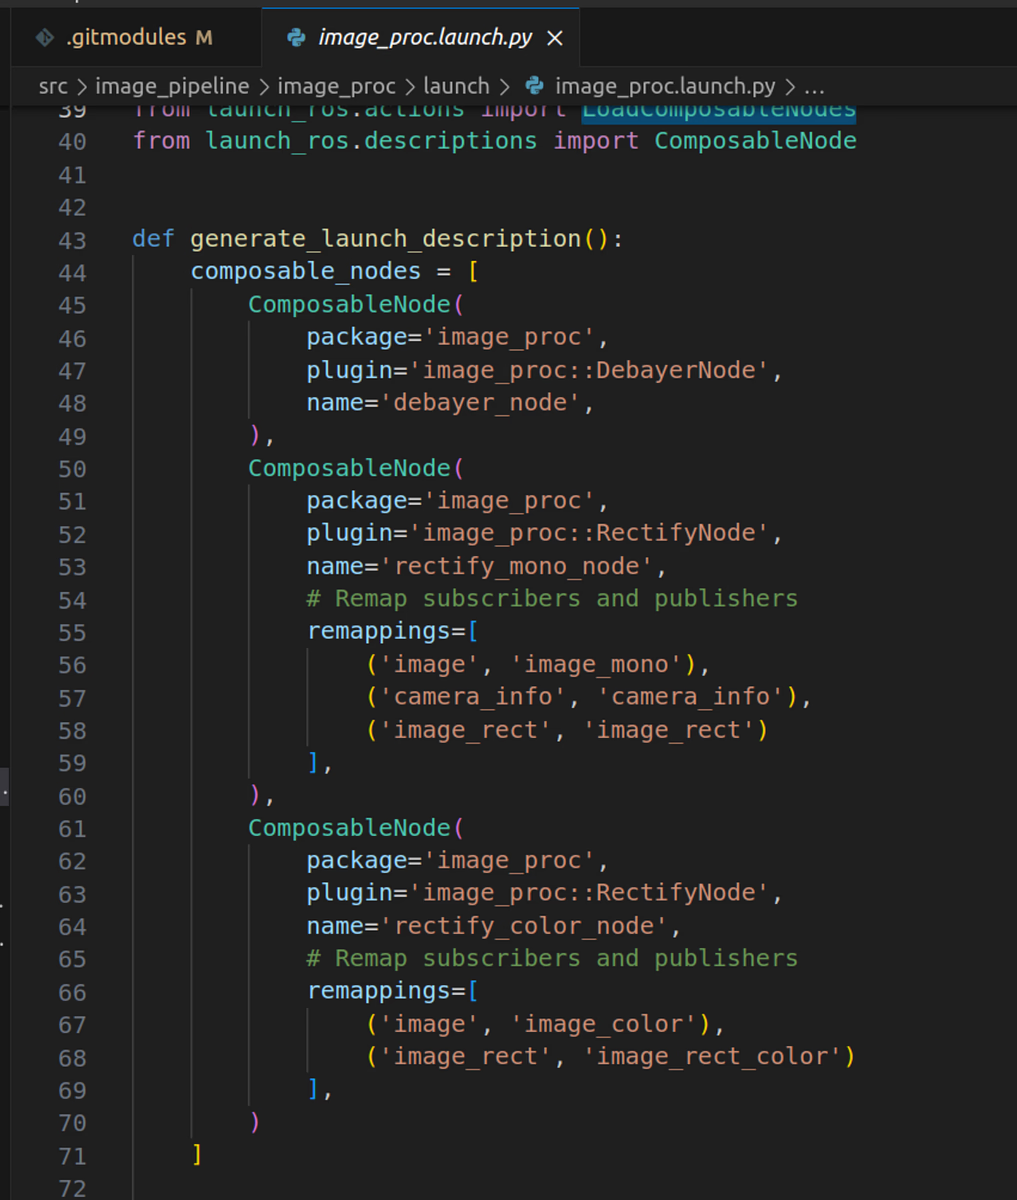 .gitmodules M
image_proc.launch.py ×
src > image_pipeline > image_proc > launch > image_proc.launch.py > ...
39 from launch_ros.actions import LoadComposableNodes
40 from launch_ros.descriptions import ComposableNode
41
42
43 def generate_launch_description():
44     composable_nodes = [
45         ComposableNode(
46             package='image_proc',
47             plugin='image_proc::DebayerNode',
48             name='debayer_node',
49         ),
50         ComposableNode(
51             package='image_proc',
52             plugin='image_proc::RectifyNode',
53             name='rectify_mono_node',
54             # Remap subscribers and publishers
55             remappings=[
56                 ('image', 'image_mono'),
57                 ('camera_info', 'camera_info'),
58                 ('image_rect', 'image_rect')
59             ],
60         ),
61         ComposableNode(
62             package='image_proc',
63             plugin='image_proc::RectifyNode',
64             name='rectify_color_node',
65             # Remap subscribers and publishers
66             remappings=[
67                 ('image', 'image_color'),
68                 ('image_rect', 'image_rect_color')
69             ],
70         )
71     ]
72